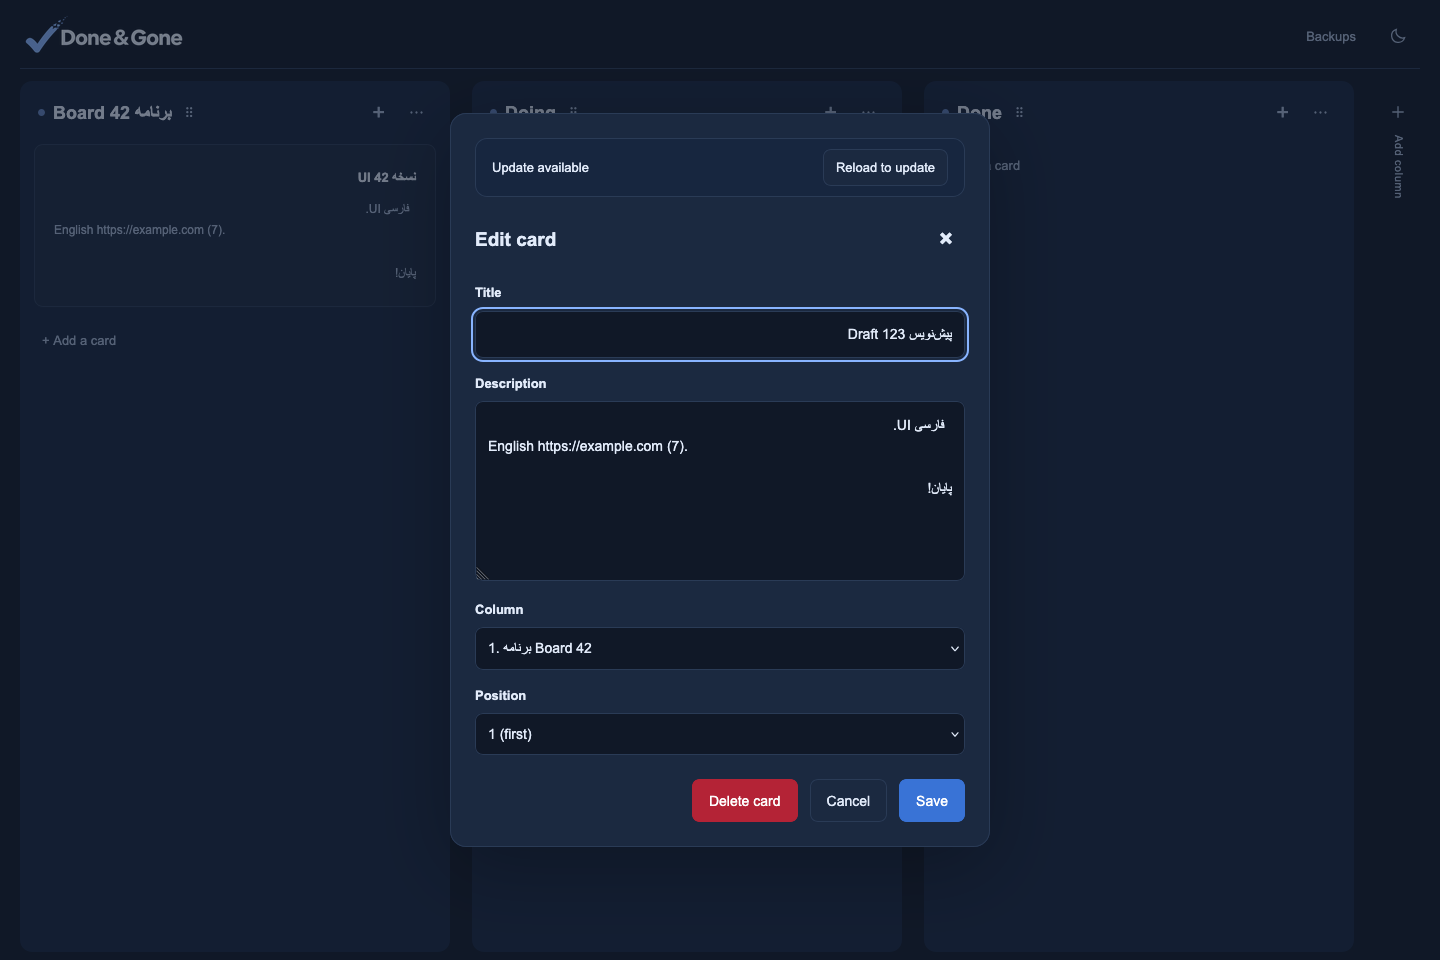 Done & Gone
Backups
Board 42 برنامه
نسخه UI 42
فارسی UI.
English https://example.com (7).
پایان!
+ Add a card
Doing
Done
card
Add column
Update available
Reload to update
Edit card
Title
پیش‌نویس Draft 123
Description
فارسی UI.
English https://example.com (7).
پایان!
Column
1. برنامه Board 42
Position
1 (first)
Delete card
Cancel
Save